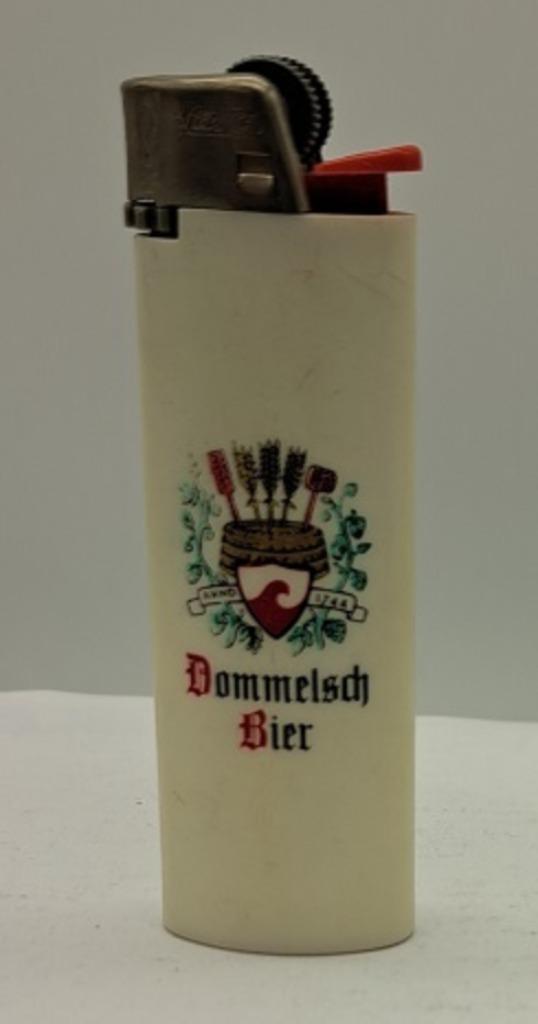 ANNO 1744
Dommelsch
Bier